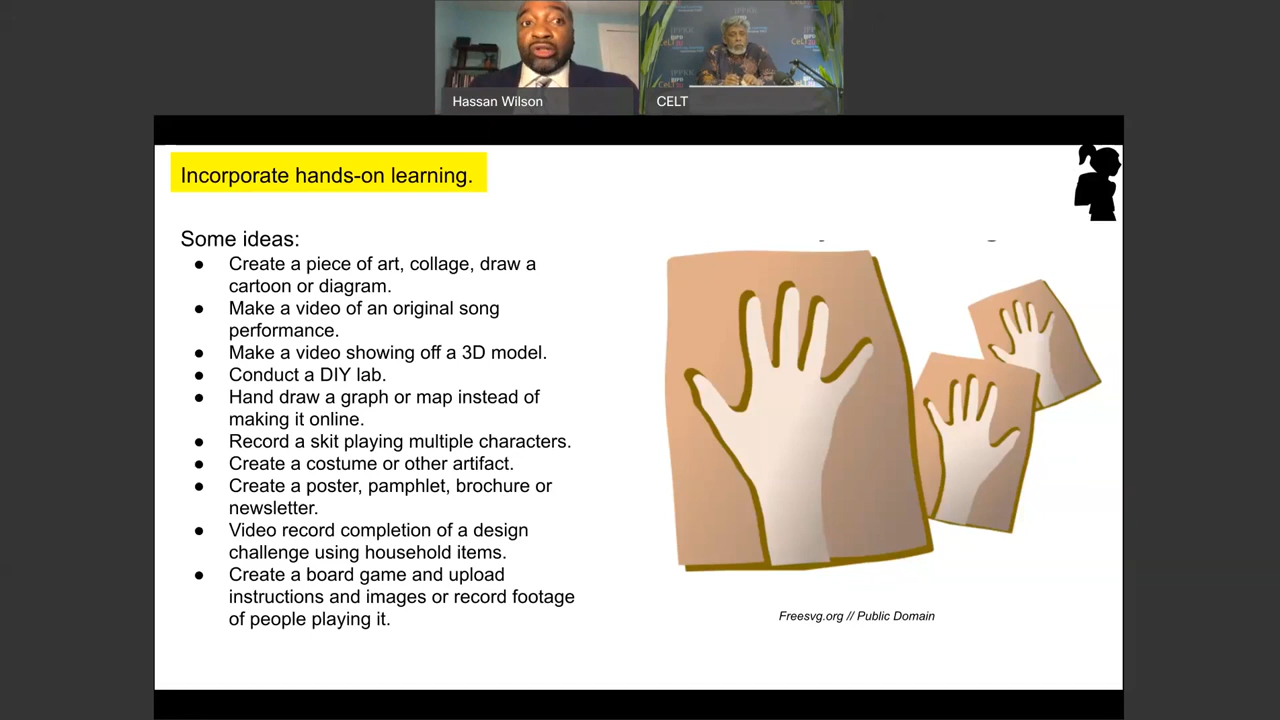 Hassan Wilson
CELT
Incorporate hands-on learning.
Some ideas:
● Create a piece of art, collage, draw a
cartoon or diagram.
● Make a video of an original song
performance.
● Make a video showing off a 3D model.
● Conduct a DIY lab.
● Hand draw a graph or map instead of
making it online.
● Record a skit playing multiple characters.
● Create a costume or other artifact.
● Create a poster, pamphlet, brochure or
newsletter.
● Video record completion of a design
challenge using household items.
● Create a board game and upload
instructions and images or record footage
of people playing it.
Freesvg.org // Public Domain